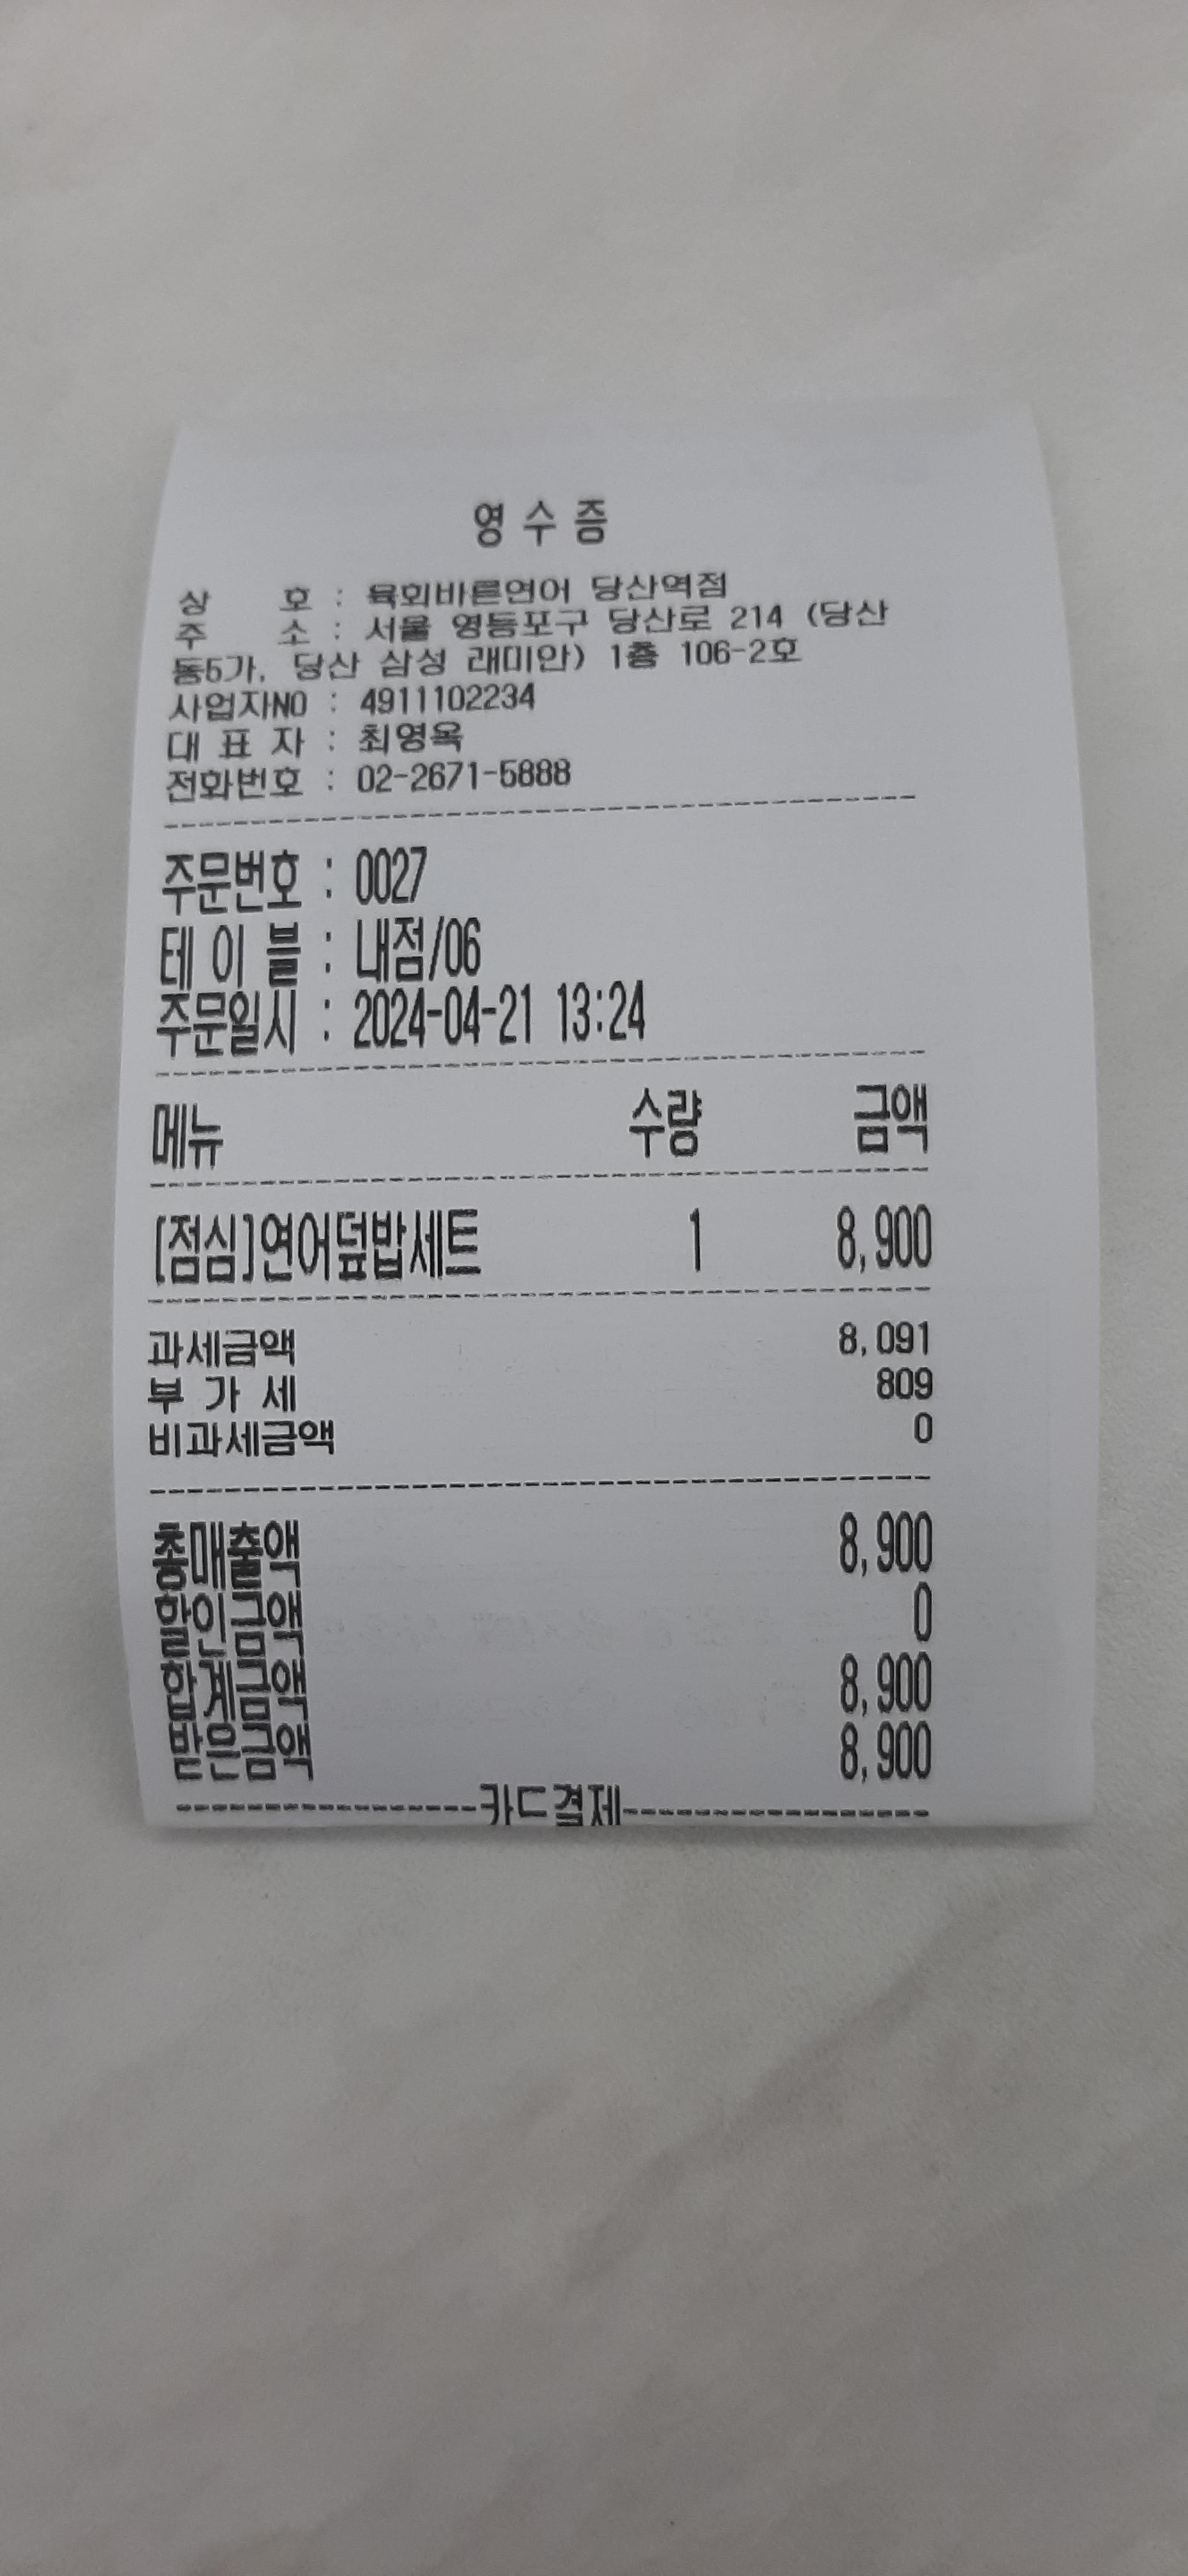 영 수 증
상 호 : 육회바른연어 당산역점
주 소 : 서울 영등포구 당산로 214 (당산
동5가, 당산 삼성 래미안) 1층 106-2호
사업자NO : 4911102234
대 표 자 : 최영옥
전화번호 : 02-2671-5888
주문번호 : 0027
테 이 블 : 내점/06
주문일시 : 2024-04-21 13:24
메뉴 수량 금액
[점심]연어덮밥세트 1 8,900
과세금액 8,091
부 가 세 809
비과세금액 0
총매출액 8,900
할인금액 0
합계금액 8,900
받은금액 8,900
------------------카드결제------------------